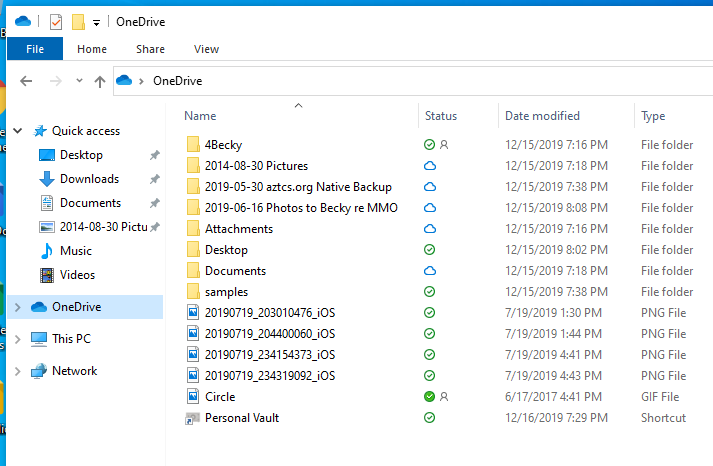 OneDrive
File Home Share View
OneDrive
Name Status Date modified Type
Quick access
Desktop
Downloads
Documents
2014-08-30 Pictu
Music
Videos
OneDrive
This PC
Network
4Becky 12/15/2019 7:16 PM File folder
2014-08-30 Pictures 12/15/2019 7:18 PM File folder
2019-05-30 aztcs.org Native Backup 12/15/2019 7:38 PM File folder
2019-06-16 Photos to Becky re MMO 12/15/2019 8:08 PM File folder
Attachments 12/15/2019 7:16 PM File folder
Desktop 12/15/2019 8:02 PM File folder
Documents 12/15/2019 7:18 PM File folder
samples 12/15/2019 7:38 PM File folder
20190719_203010476_iOS 7/19/2019 1:30 PM PNG File
20190719_204400060_iOS 7/19/2019 1:44 PM PNG File
20190719_234154373_iOS 7/19/2019 4:41 PM PNG File
20190719_234319092_iOS 7/19/2019 4:43 PM PNG File
Circle 6/17/2017 4:41 PM GIF File
Personal Vault 12/16/2019 7:29 PM Shortcut